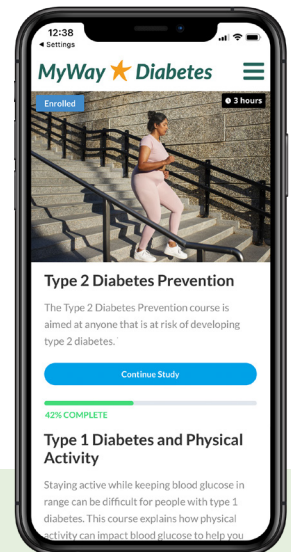 12:38
◀ Settings
MyWay Diabetes
Enrolled
3 hours
Type 2 Diabetes Prevention
The Type 2 Diabetes Prevention course is
aimed at anyone that is at risk of developing
type 2 diabetes.
Continue Study
42% COMPLETE
Type 1 Diabetes and Physical
Activity
Staying active while keeping blood glucose in
range can be difficult for people with type 1
diabetes. This course explains how physical
activity can impact blood glucose to help you